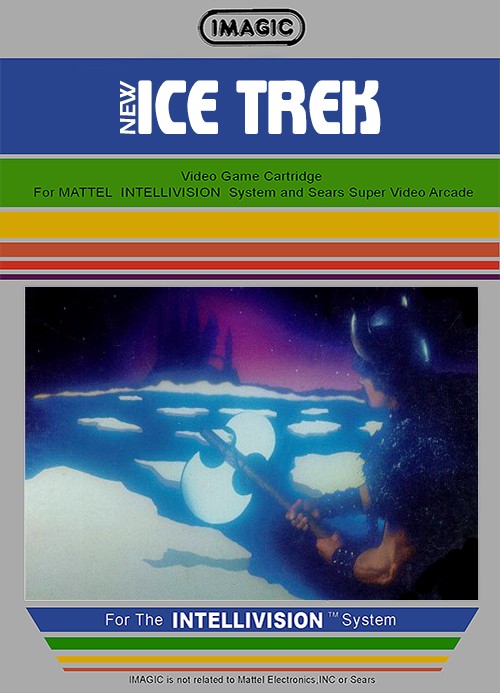 IMAGIC
NEW ICE TREK
Video Game Cartridge
For MATTEL INTELLIVISION System and Sears Super Video Arcade
For The INTELLIVISION™ System
IMAGIC is not related to Mattel Electronics,INC or Sears